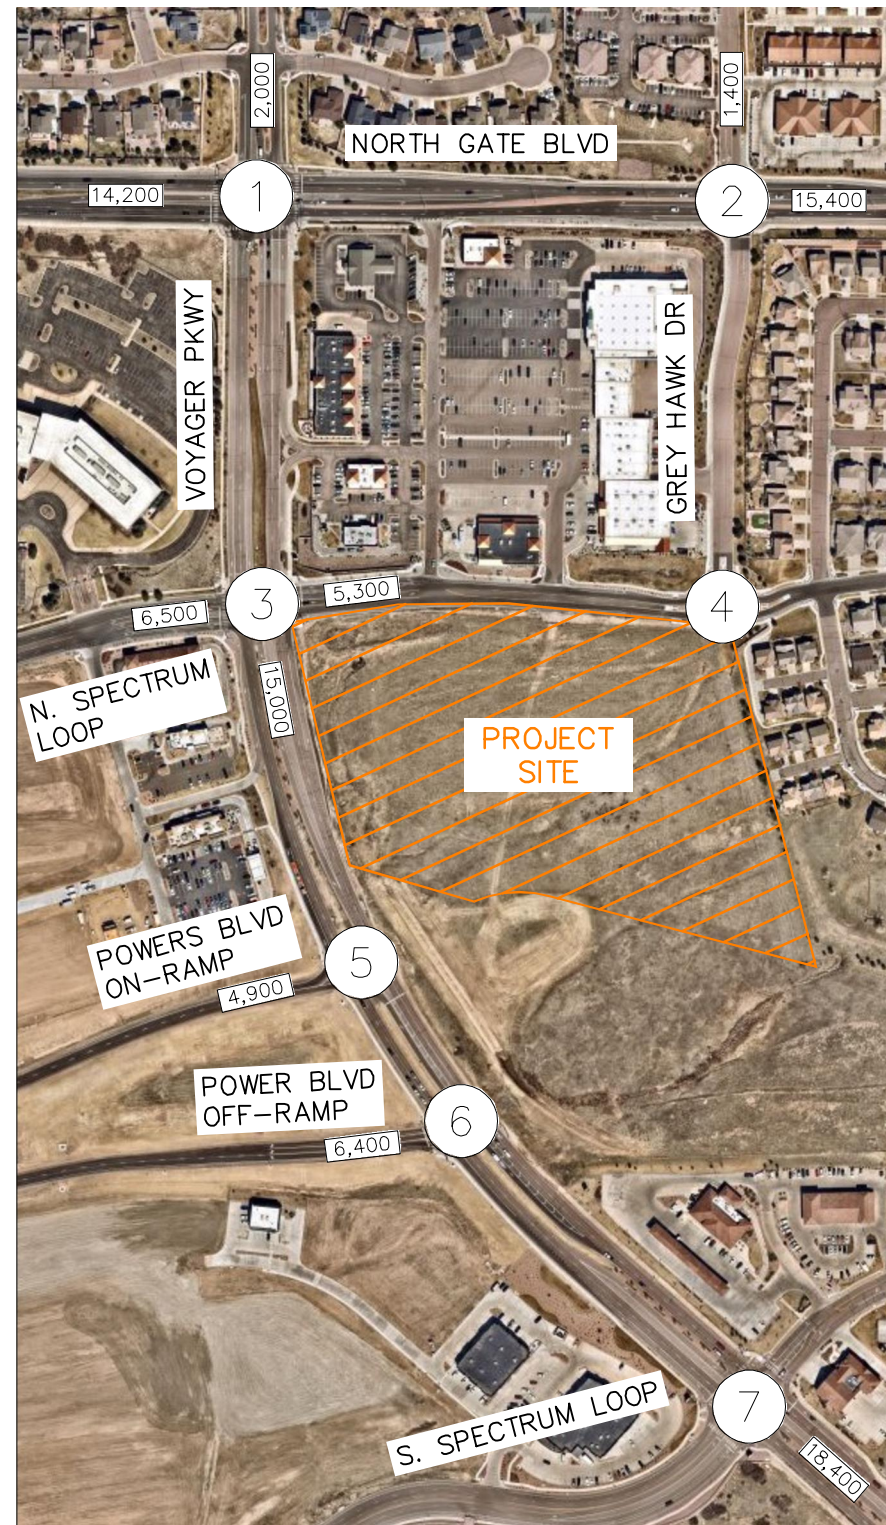 2,000
1,400
NORTH GATE BLVD
14,200
1
2
15,400
VOYAGER PKWY
GREY HAWK DR
3
5,300
4
6,500
N. SPECTRUM
LOOP
15,000
PROJECT
SITE
POWERS BLVD
ON-RAMP
5
4,900
POWER BLVD
OFF-RAMP
6
6,400
S. SPECTRUM LOOP
7
18,400